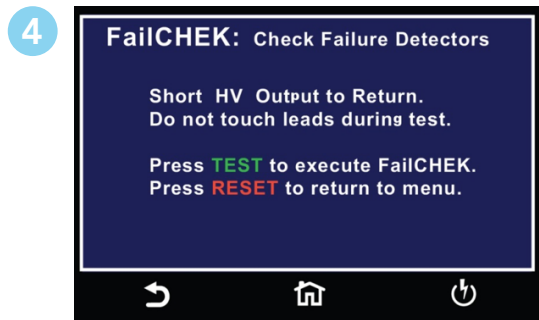 4
FailCHEK: Check Failure Detectors
Short HV Output to Return.
Do not touch leads during test.
Press TEST to execute FailCHEK.
Press RESET to return to menu.